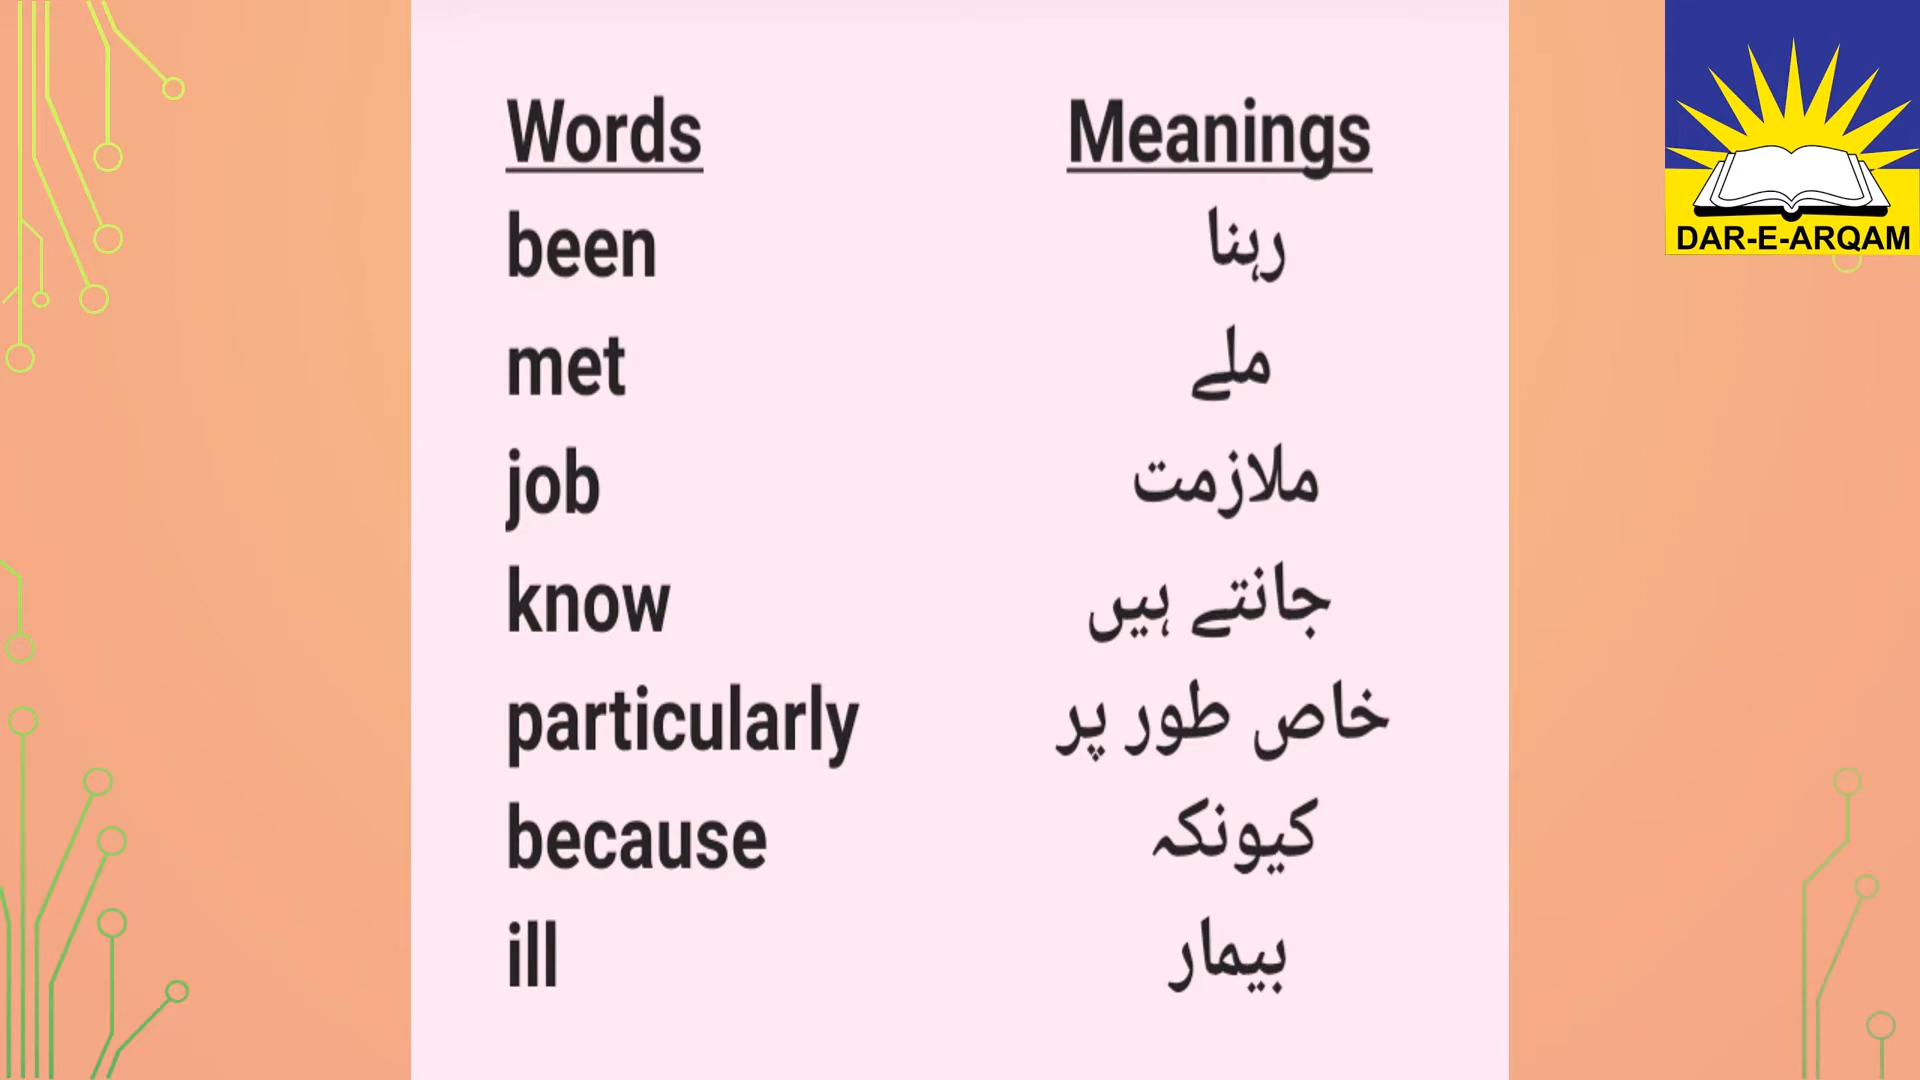 Words Meanings
been رہنا
met ملے
job ملازمت
know جانتے ہیں
particularly خاص طور پر
because کیونکہ
ill بیمار
DAR-E-ARQAM